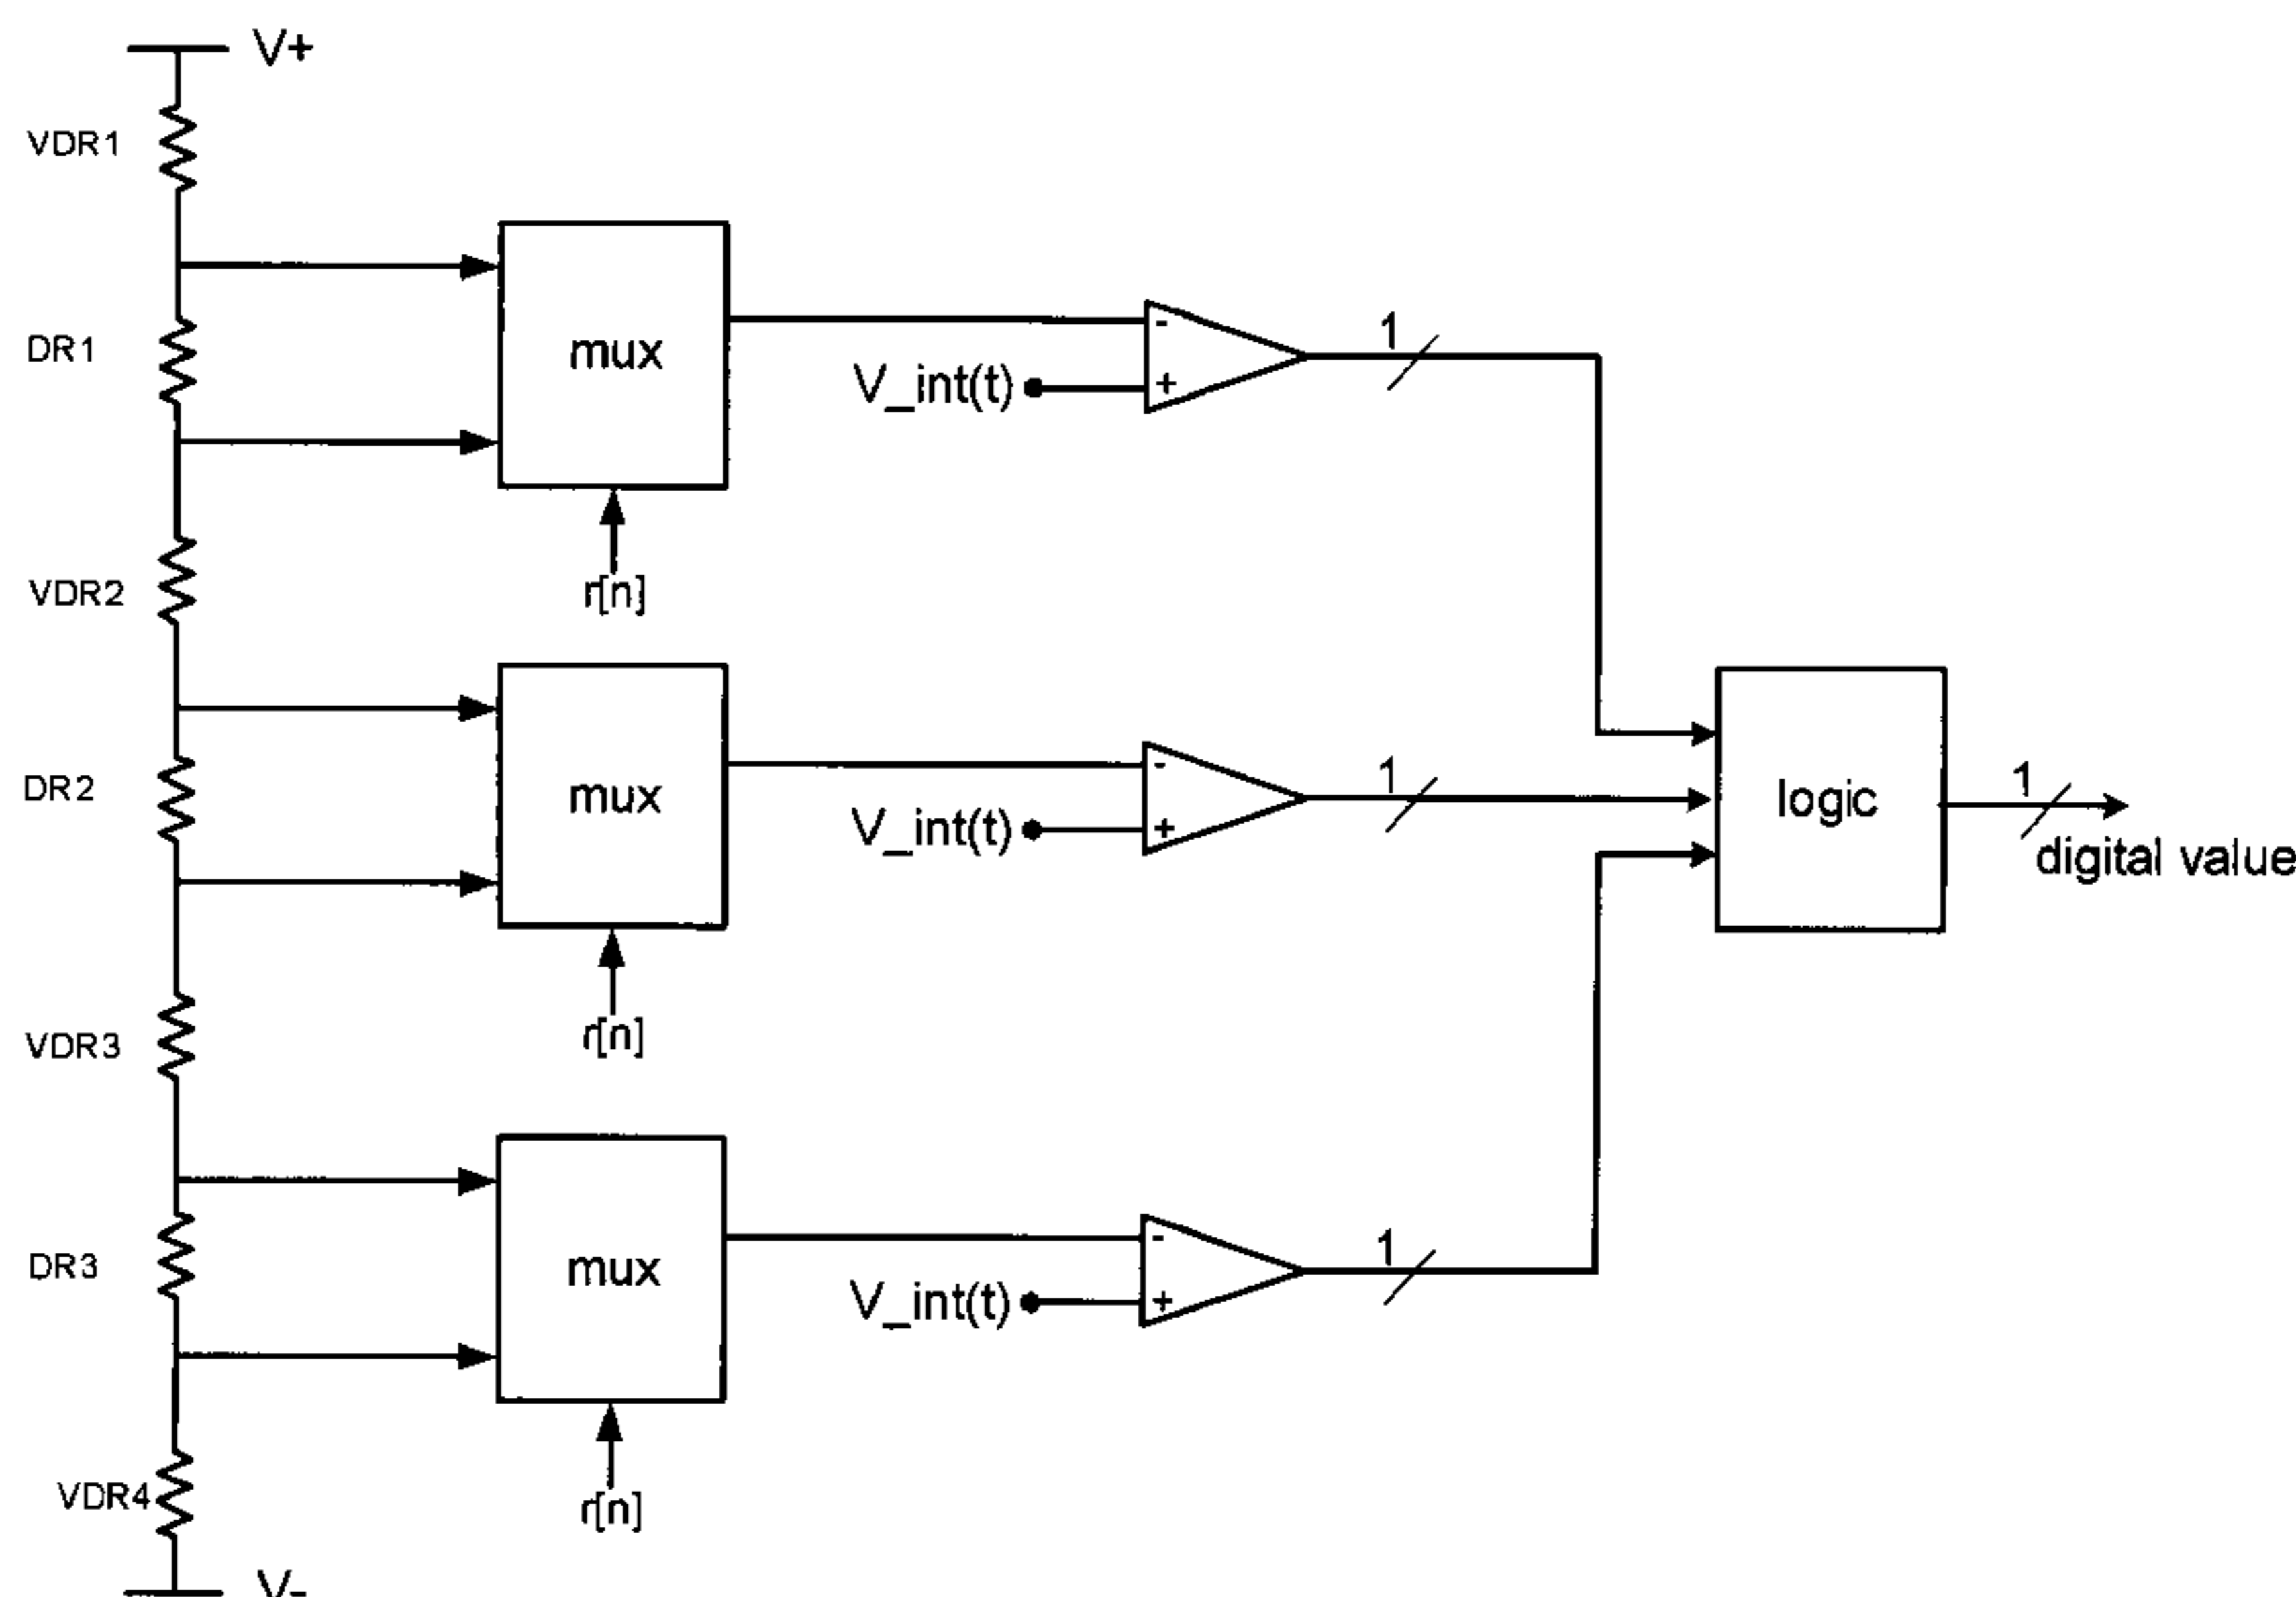 V+
VDR1
DR1
mux
-
V_int(t)
+
1
r[n]
VDR2
DR2
mux
-
V_int(t)
+
1
logic
1
digital value
r[n]
VDR3
DR3
mux
-
V_int(t)
+
1
r[n]
VDR4
V-